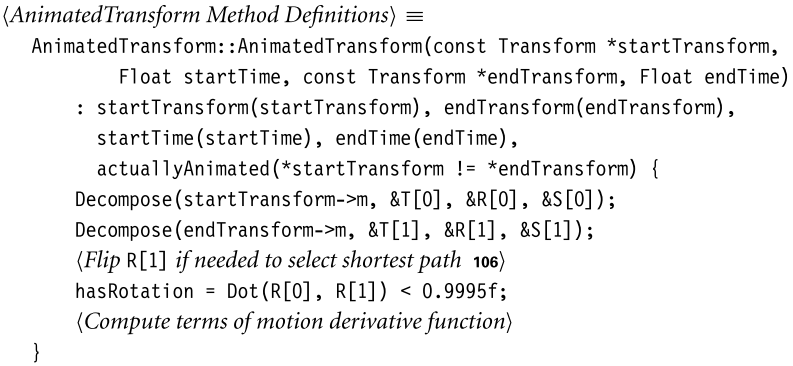 ⟨AnimatedTransform Method Definitions⟩ ≡
AnimatedTransform::AnimatedTransform(const Transform *startTransform,
Float startTime, const Transform *endTransform, Float endTime)
: startTransform(startTransform), endTransform(endTransform),
startTime(startTime), endTime(endTime),
actuallyAnimated(*startTransform != *endTransform) {
Decompose(startTransform->m, &T[0], &R[0], &S[0]);
Decompose(endTransform->m, &T[1], &R[1], &S[1]);
⟨Flip R[1] if needed to select shortest path 106⟩
hasRotation = Dot(R[0], R[1]) < 0.9995f;
⟨Compute terms of motion derivative function⟩
}